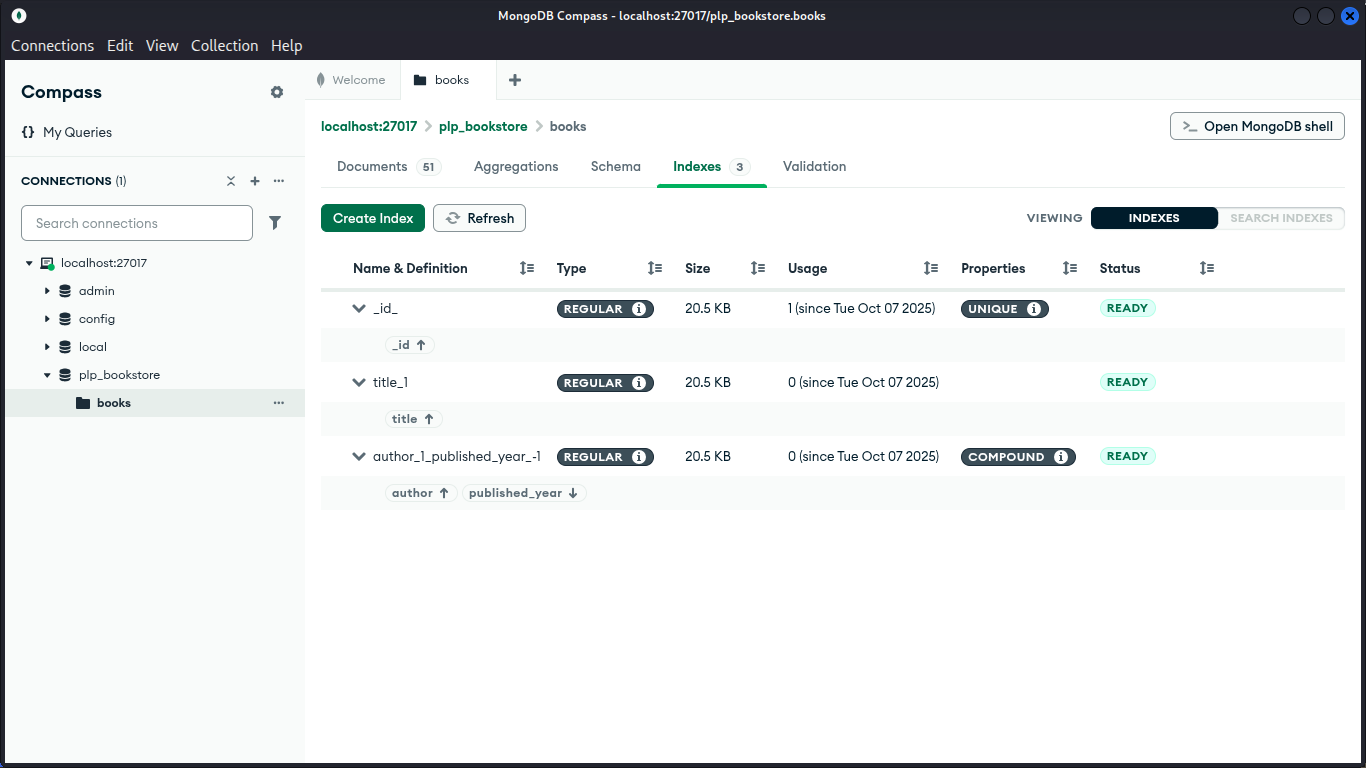 MongoDB Compass - localhost:27017/plp_bookstore.books
Connections Edit View Collection Help
Compass
{} My Queries
CONNECTIONS (1)
Search connections
localhost:27017
admin
config
local
plp_bookstore
books
Welcome books
localhost:27017 > plp_bookstore > books
>_ Open MongoDB shell
Documents 51 Aggregations Schema Indexes 3 Validation
Create Index Refresh VIEWING INDEXES SEARCH INDEXES
Name & Definition Type Size Usage Properties Status
_id_ REGULAR 20.5 KB 1 (since Tue Oct 07 2025) UNIQUE READY
_id ↑
title_1 REGULAR 20.5 KB 0 (since Tue Oct 07 2025) READY
title ↑
author_1_published_year_-1 REGULAR 20.5 KB 0 (since Tue Oct 07 2025) COMPOUND READY
author ↑ published_year ↓